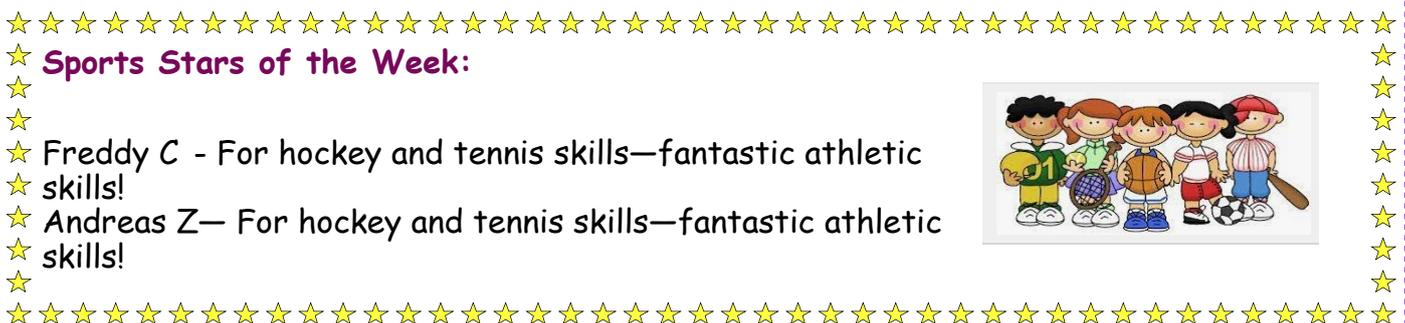 Sports Stars of the Week:
Freddy C - For hockey and tennis skills—fantastic athletic
skills!
Andreas Z— For hockey and tennis skills—fantastic athletic
skills!
01